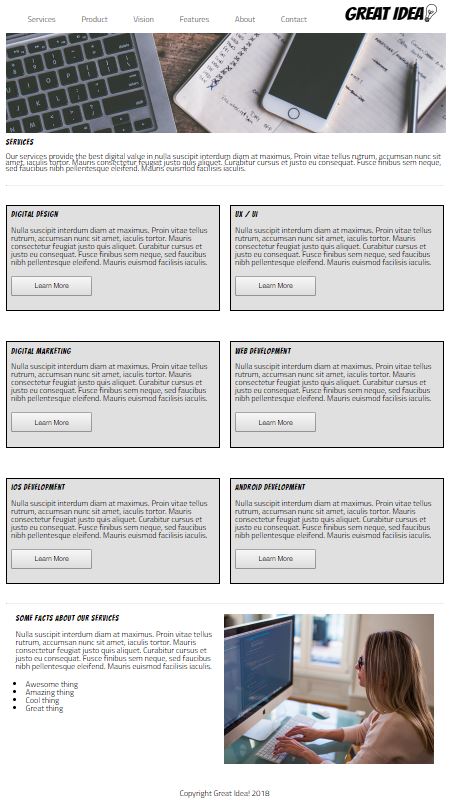 Services Product Vision Features About Contact
GREAT IDEA
SERVICES
Our services provide the best digital value in nulla suscipit interdum diam at maximus. Proin vitae tellus rutrum, accumsan nunc sit
amet, iaculis tortor. Mauris consectetur feugiat justo quis aliquet. Curabitur cursus et justo eu consequat. Fusce finibus sem neque,
sed faucibus nibh pellentesque eleifend. Mauris euismod facilisis iaculis.
DIGITAL DESIGN
Nulla suscipit interdum diam at maximus. Proin vitae tellus
rutrum, accumsan nunc sit amet, iaculis tortor. Mauris
consectetur feugiat justo quis aliquet. Curabitur cursus et
justo eu consequat. Fusce finibus sem neque, sed faucibus
nibh pellentesque eleifend. Mauris euismod facilisis iaculis.
Learn More
UX / UI
Nulla suscipit interdum diam at maximus. Proin vitae tellus
rutrum, accumsan nunc sit amet, iaculis tortor. Mauris
consectetur feugiat justo quis aliquet. Curabitur cursus et
justo eu consequat. Fusce finibus sem neque, sed faucibus
nibh pellentesque eleifend. Mauris euismod facilisis iaculis.
Learn More
DIGITAL MARKETING
Nulla suscipit interdum diam at maximus. Proin vitae tellus
rutrum, accumsan nunc sit amet, iaculis tortor. Mauris
consectetur feugiat justo quis aliquet. Curabitur cursus et
justo eu consequat. Fusce finibus sem neque, sed faucibus
nibh pellentesque eleifend. Mauris euismod facilisis iaculis.
Learn More
WEB DEVELOPMENT
Nulla suscipit interdum diam at maximus. Proin vitae tellus
rutrum, accumsan nunc sit amet, iaculis tortor. Mauris
consectetur feugiat justo quis aliquet. Curabitur cursus et
justo eu consequat. Fusce finibus sem neque, sed faucibus
nibh pellentesque eleifend. Mauris euismod facilisis iaculis.
Learn More
IOS DEVELOPMENT
Nulla suscipit interdum diam at maximus. Proin vitae tellus
rutrum, accumsan nunc sit amet, iaculis tortor. Mauris
consectetur feugiat justo quis aliquet. Curabitur cursus et
justo eu consequat. Fusce finibus sem neque, sed faucibus
nibh pellentesque eleifend. Mauris euismod facilisis iaculis.
Learn More
ANDROID DEVELOPMENT
Nulla suscipit interdum diam at maximus. Proin vitae tellus
rutrum, accumsan nunc sit amet, iaculis tortor. Mauris
consectetur feugiat justo quis aliquet. Curabitur cursus et
justo eu consequat. Fusce finibus sem neque, sed faucibus
nibh pellentesque eleifend. Mauris euismod facilisis iaculis.
Learn More
SOME FACTS ABOUT OUR SERVICES
Nulla suscipit interdum diam at maximus. Proin vitae tellus
rutrum, accumsan nunc sit amet, iaculis tortor. Mauris
consectetur feugiat justo quis aliquet. Curabitur cursus et
justo eu consequat. Fusce finibus sem neque, sed faucibus
nibh pellentesque eleifend. Mauris euismod facilisis iaculis.
• Awesome thing
• Amazing thing
• Cool thing
• Great thing
Copyright Great Idea! 2018